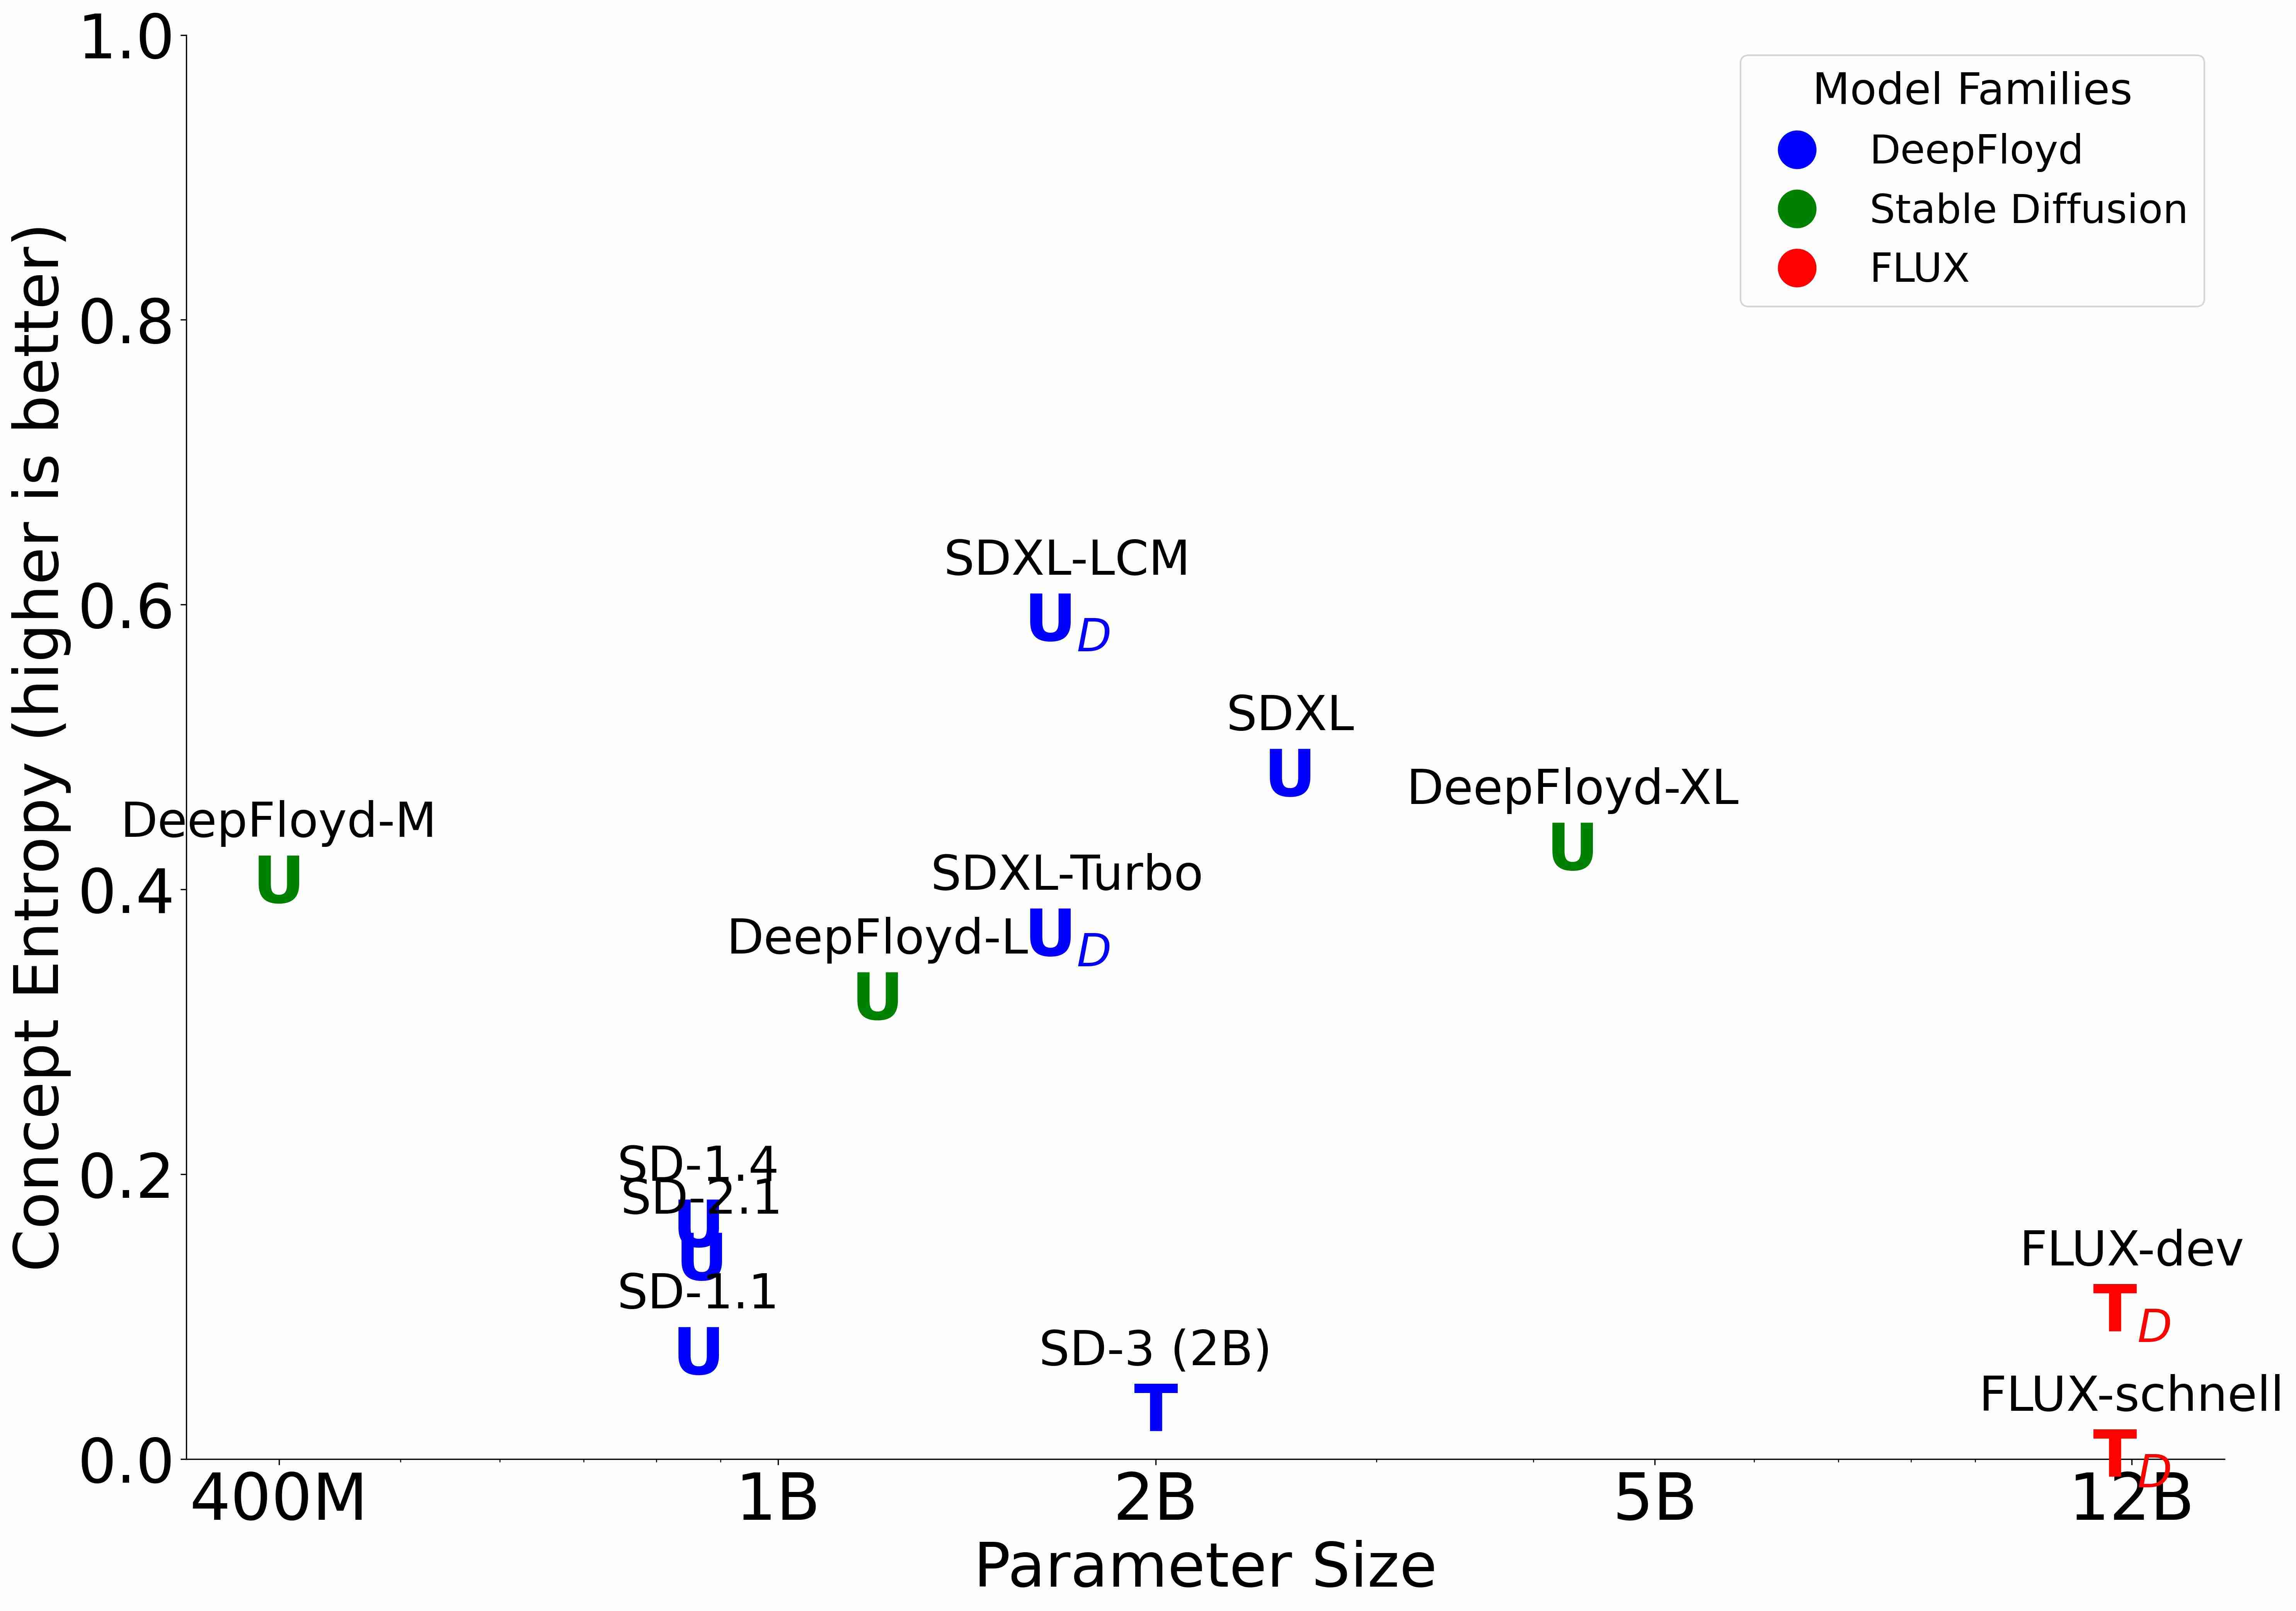 Concept Entropy (higher is better)
1.0
0.8
0.6
0.4
0.2
0.0
Model Families
DeepFloyd
Stable Diffusion
FLUX
SDXL-LCM
U_D
SDXL
U
DeepFloyd-XL
U
DeepFloyd-M
U
SDXL-Turbo
U_D
DeepFloyd-L
U
SD-1.4
U
SD-2.1
U
SD-1.1
U
FLUX-dev
T_D
SD-3 (2B)
T
FLUX-schnell
T_D
400M 1B 2B 5B 12B
Parameter Size